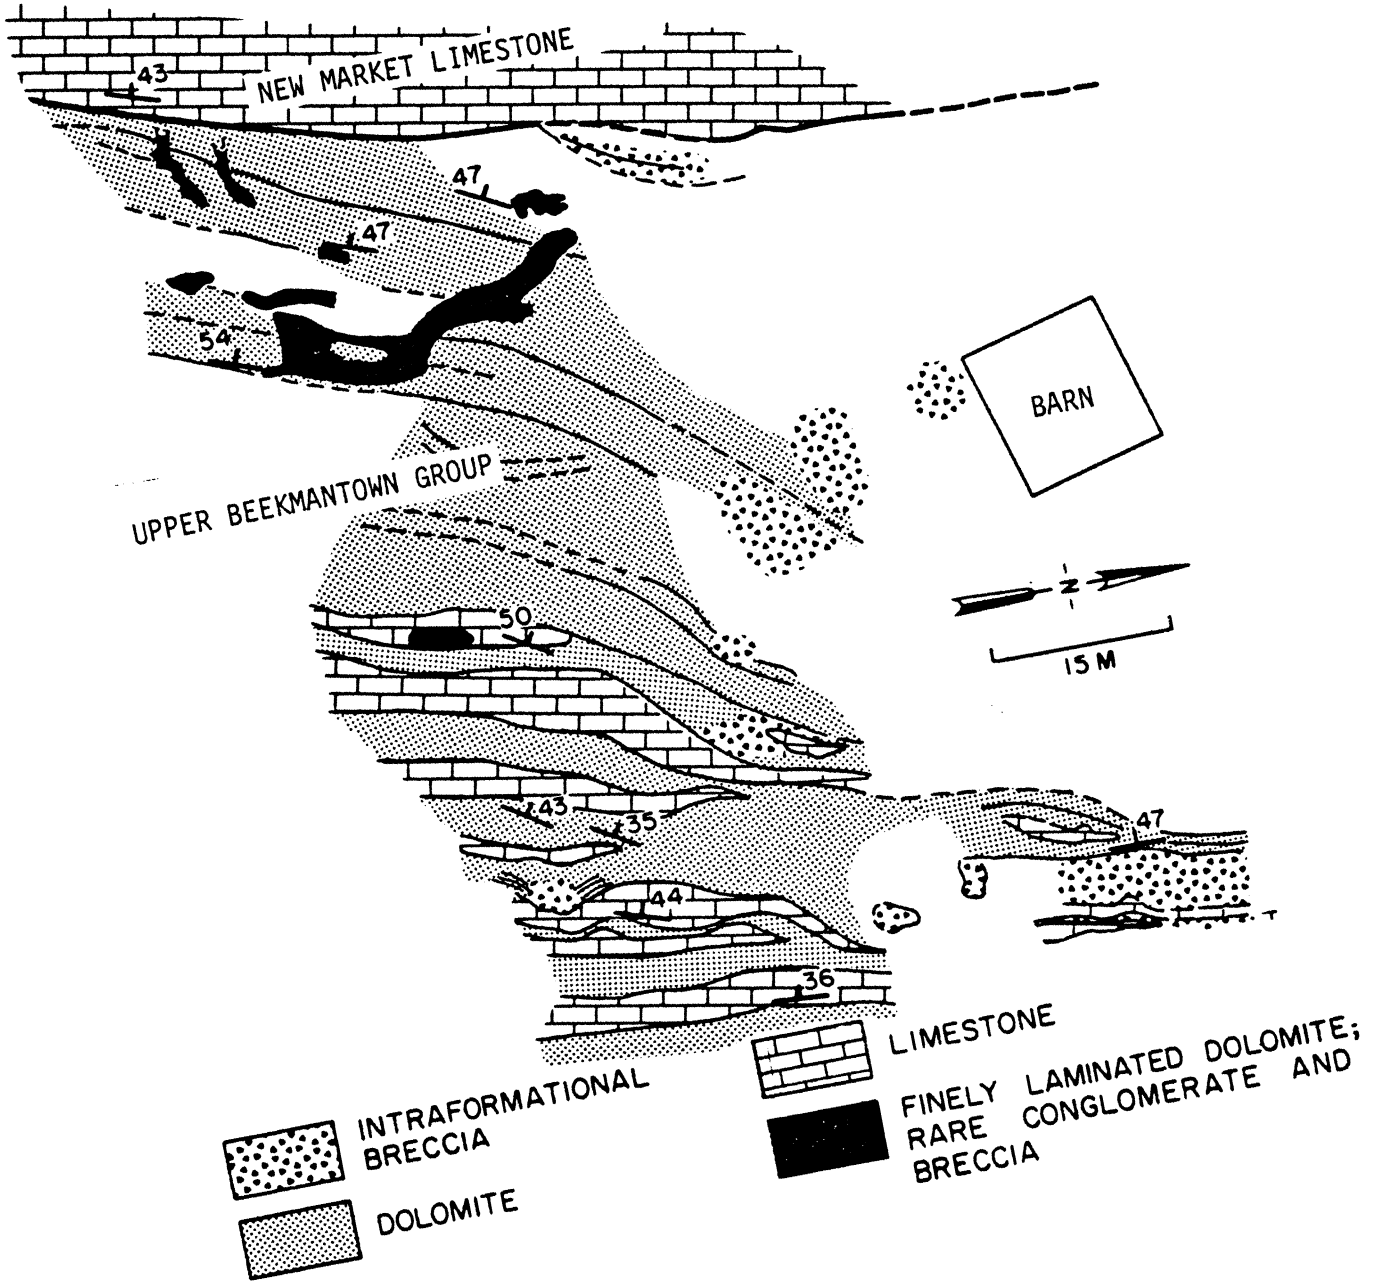 43
NEW MARKET LIMESTONE
47
47
54
BARN
UPPER BEEKMANTOWN GROUP
N
15 M
50
43
35
47
44
36
LIMESTONE
FINELY LAMINATED DOLOMITE;
RARE CONGLOMERATE AND
BRECCIA
INTRAFORMATIONAL
BRECCIA
DOLOMITE